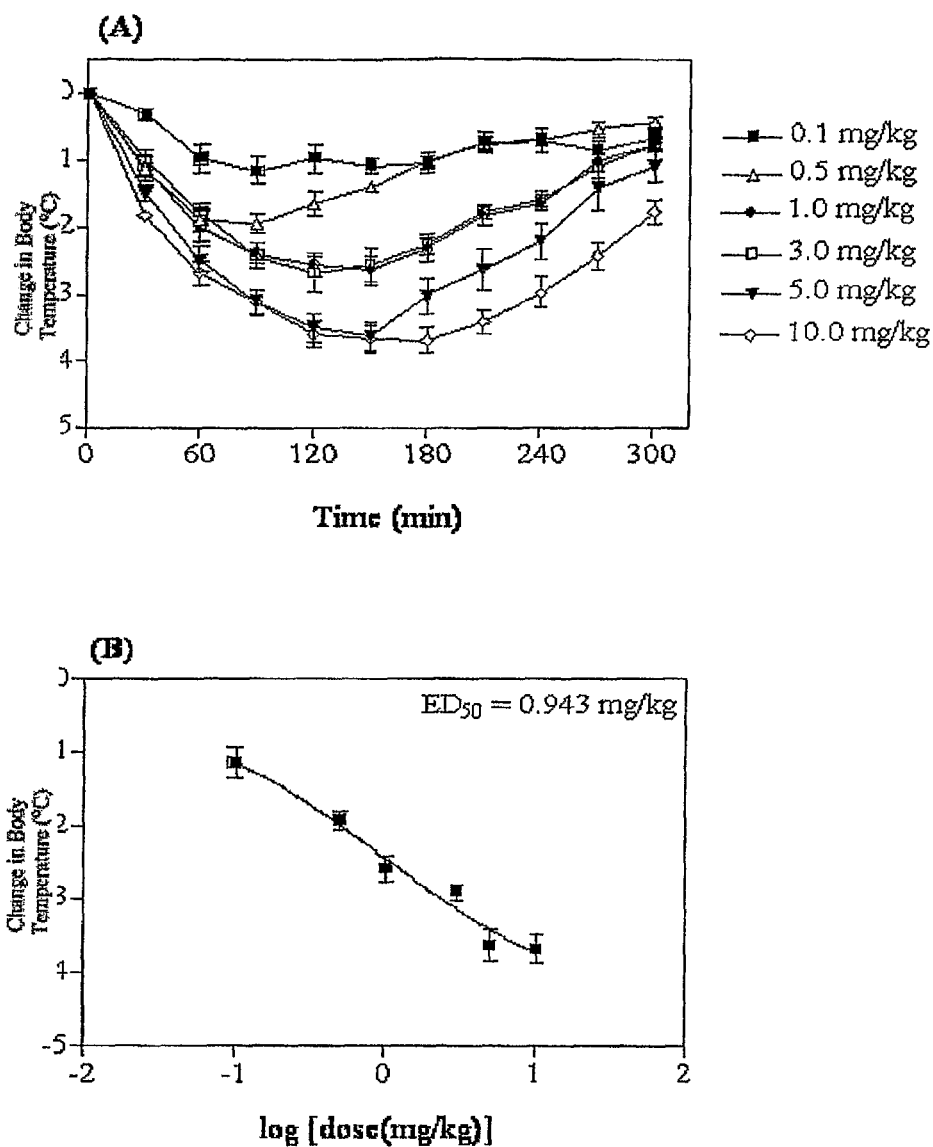 (A)
0
1
2
3
4
5
Change in Body
Temperature (°C)
0 60 120 180 240 300
Time (min)
0.1 mg/kg
0.5 mg/kg
1.0 mg/kg
3.0 mg/kg
5.0 mg/kg
10.0 mg/kg
(B)
ED50 = 0.943 mg/kg
0
1
2
3
4
-5
Change in Body
Temperature (°C)
-2 -1 0 1 2
log [dose(mg/kg)]